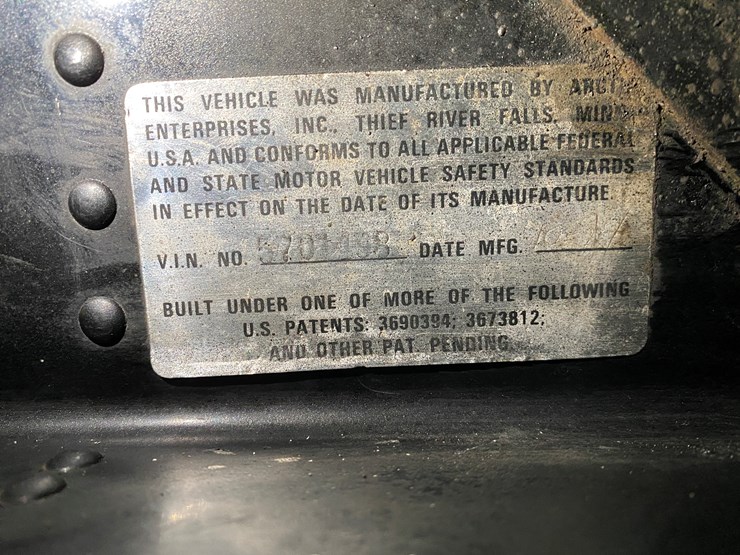 THIS VEHICLE WAS MANUFACTURED BY
ENTERPRISES, INC., THIEF RIVER FALLS,
U.S.A. AND CONFORMS TO ALL APPLICABLE FEDERAL
AND STATE MOTOR VEHICLE SAFETY STANDARDS
IN EFFECT ON THE DATE OF ITS MANUFACTURE.
V.I.N. NO. DATE MFG.
BUILT UNDER ONE OF MORE OF THE FOLLOWING
U.S. PATENTS: 3690394; 3673812;
AND OTHER PAT. PENDING